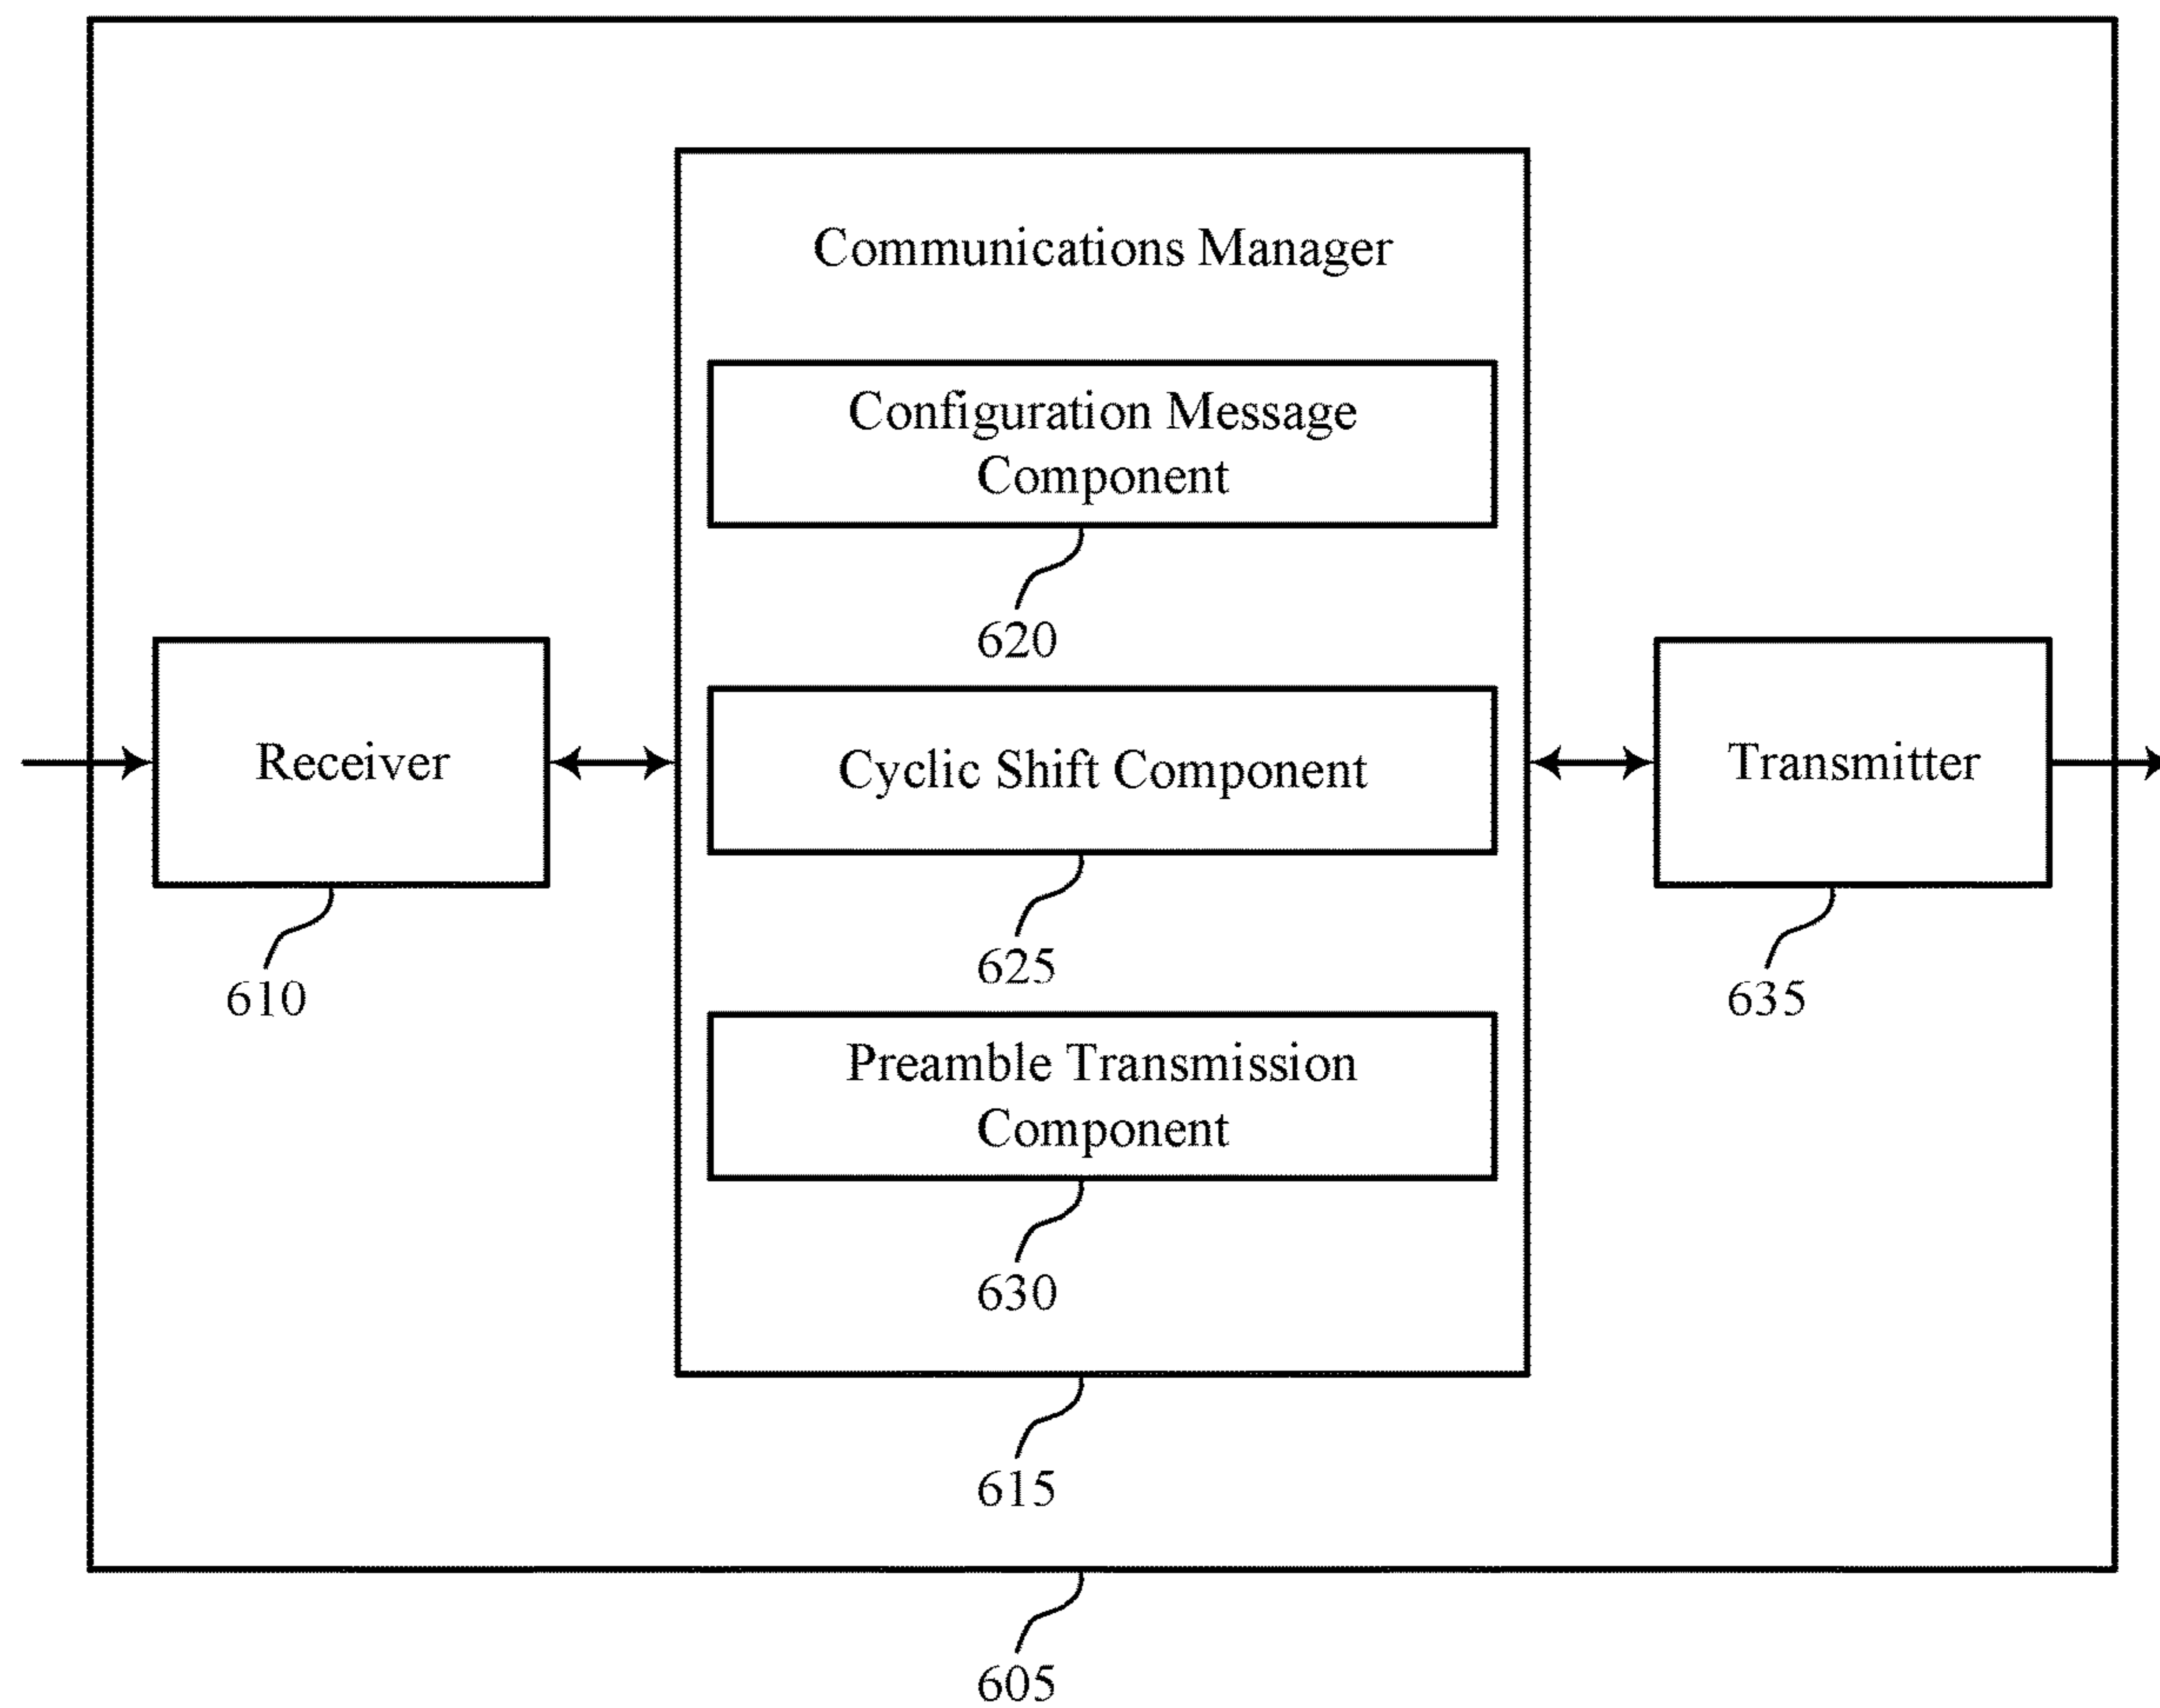 Communications Manager
Configuration Message
Component
620
Receiver
610
Cyclic Shift Component
625
Transmitter
635
Preamble Transmission
Component
630
615
605